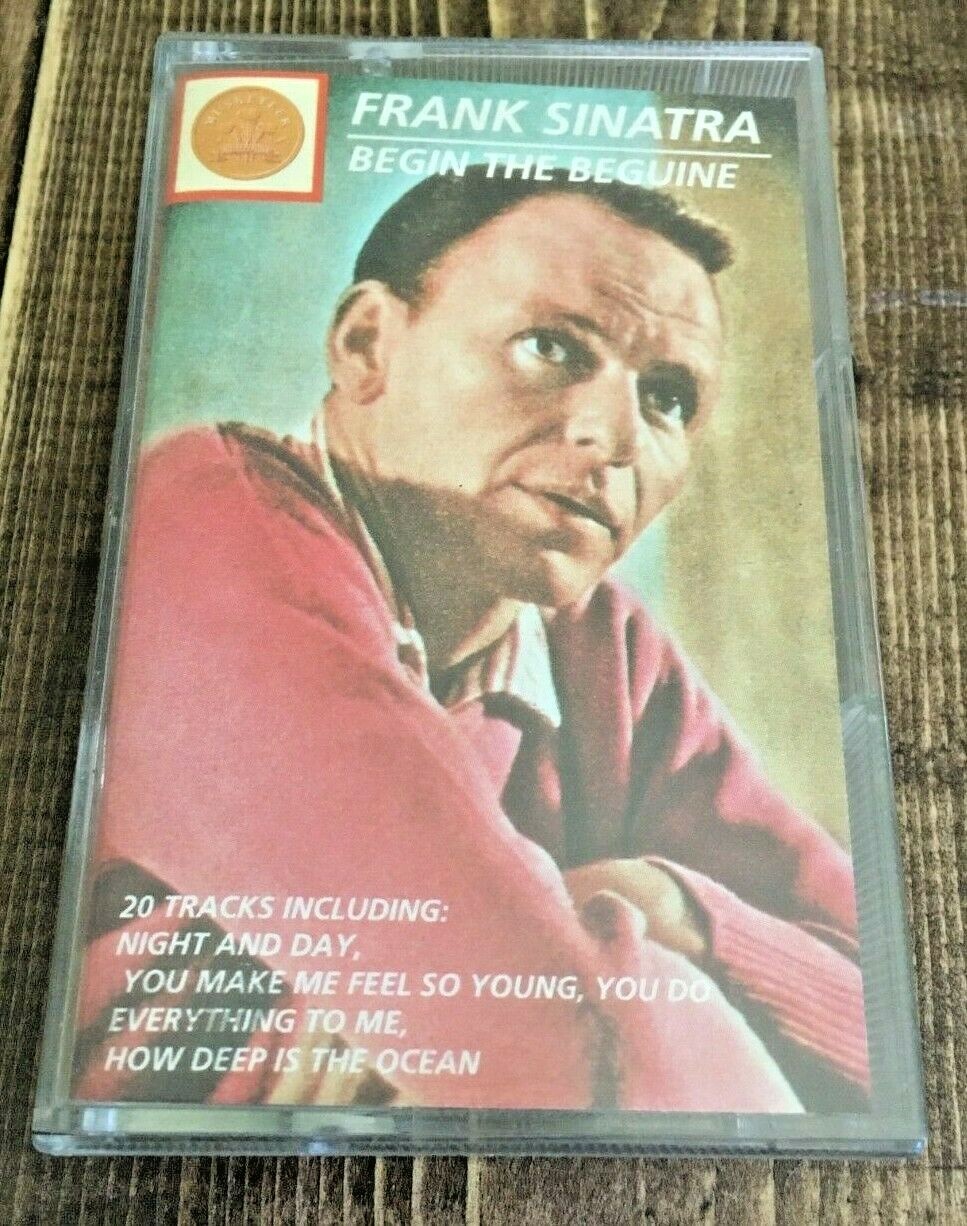 FRANK SINATRA
BEGIN THE BEGUINE
20 TRACKS INCLUDING:
NIGHT AND DAY,
YOU MAKE ME FEEL SO YOUNG, YOU DO
EVERYTHING TO ME,
HOW DEEP IS THE OCEAN